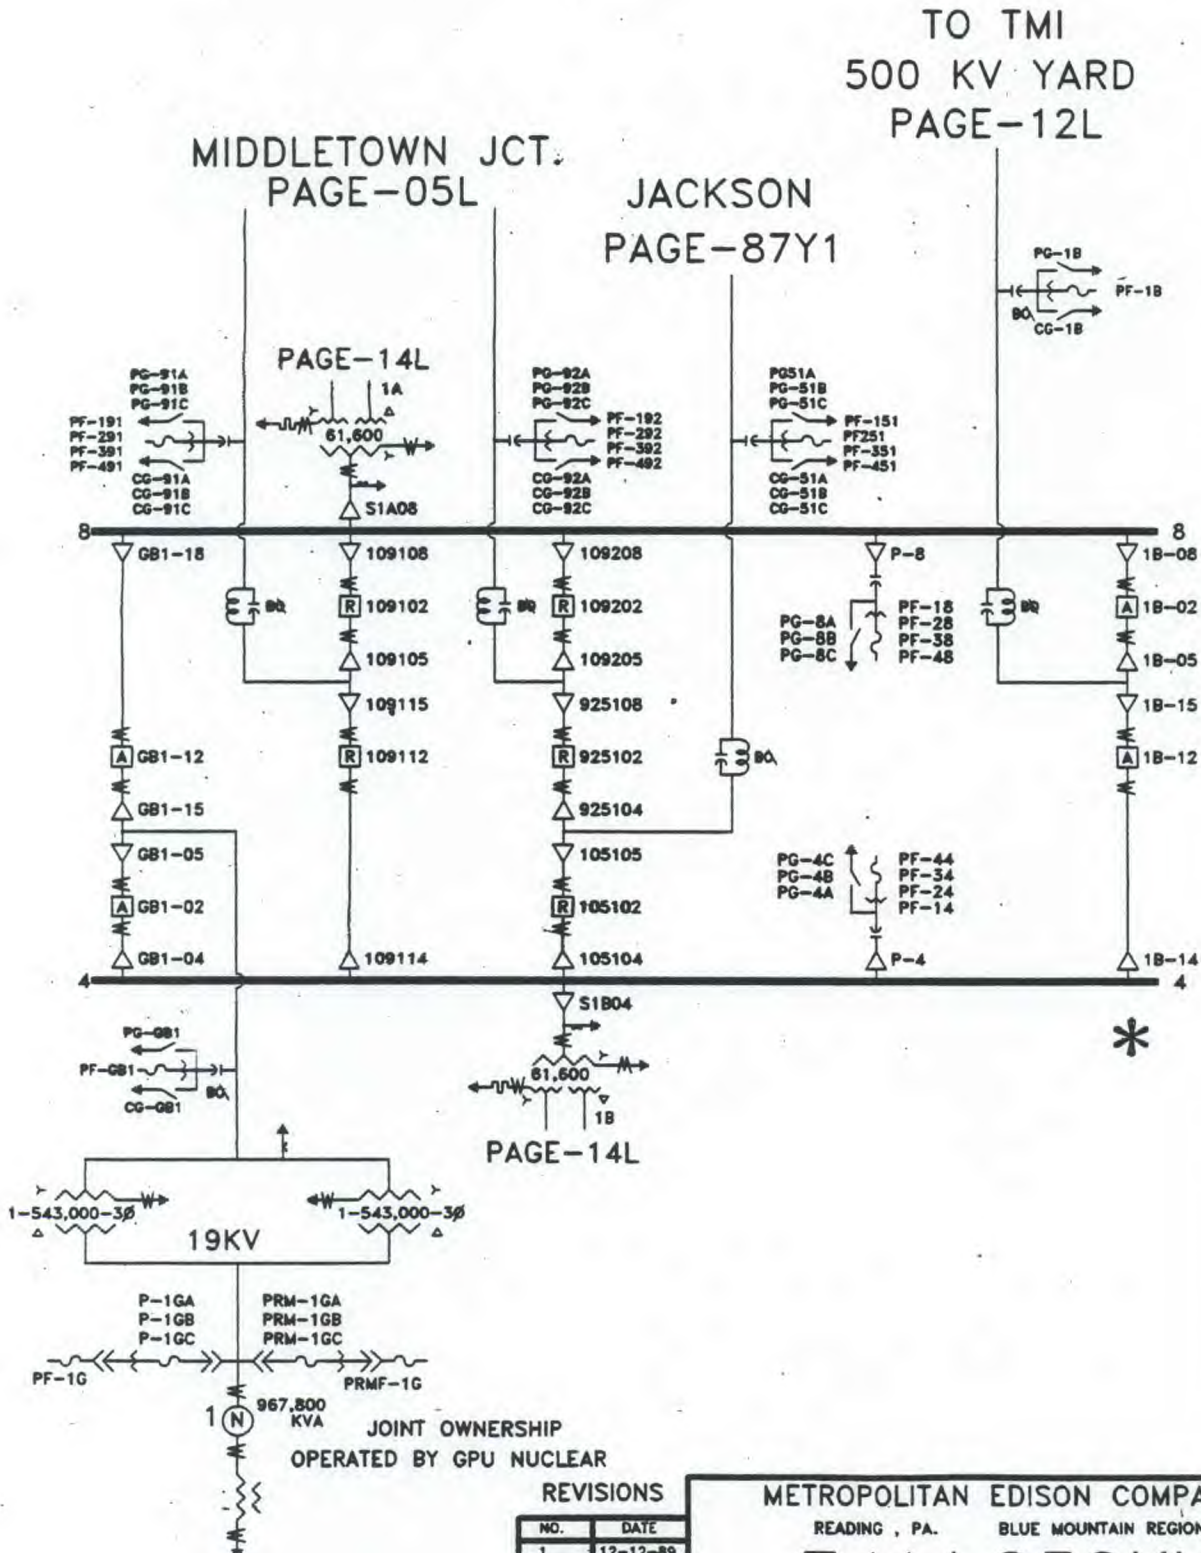 TO TMI
500 KV YARD
PAGE-12L
MIDDLETOWN JCT.
PAGE-05L
JACKSON
PAGE-87Y1
PG-1B
PF-1B
CG-1B
PAGE-14L
1A
61,600
S1A08
PG-91A
PG-91B
PG-91C
PF-191
PF-291
PF-391
PF-491
CG-91A
CG-91B
CG-91C
PG-92A
PG-92B
PG-92C
PF-192
PF-292
PF-392
PF-492
CG-92A
CG-92B
CG-92C
PG51A
PG-51B
PG-51C
PF-151
PF251
PF-351
PF-451
CG-51A
CG-51B
CG-51C
8
8
GB1-18
109108
109208
P-8
1B-08
R 109102
R 109202
A 1B-02
PG-8A
PG-8B
PG-8C
PF-18
PF-28
PF-38
PF-48
109105
109205
1B-05
109115
925108
1B-15
A GB1-12
R 109112
R 925102
A 1B-12
GB1-15
925104
GB1-05
105105
PG-4C
PG-4B
PG-4A
PF-44
PF-34
PF-24
PF-14
A GB1-02
R 105102
GB1-04
109114
105104
P-4
1B-14
4
4
S1B04
*
PG-GB1
PF-GB1
CG-GB1
61,600
1B
PAGE-14L
1-543,000-3Ø
1-543,000-3Ø
19KV
P-1GA
P-1GB
P-1GC
PRM-1GA
PRM-1GB
PRM-1GC
PF-1G
PRMF-1G
1 N 967,800
KVA
JOINT OWNERSHIP
OPERATED BY GPU NUCLEAR
REVISIONS
NO. DATE
1 12-12-89
METROPOLITAN EDISON COMPA
READING , PA. BLUE MOUNTAIN REGION